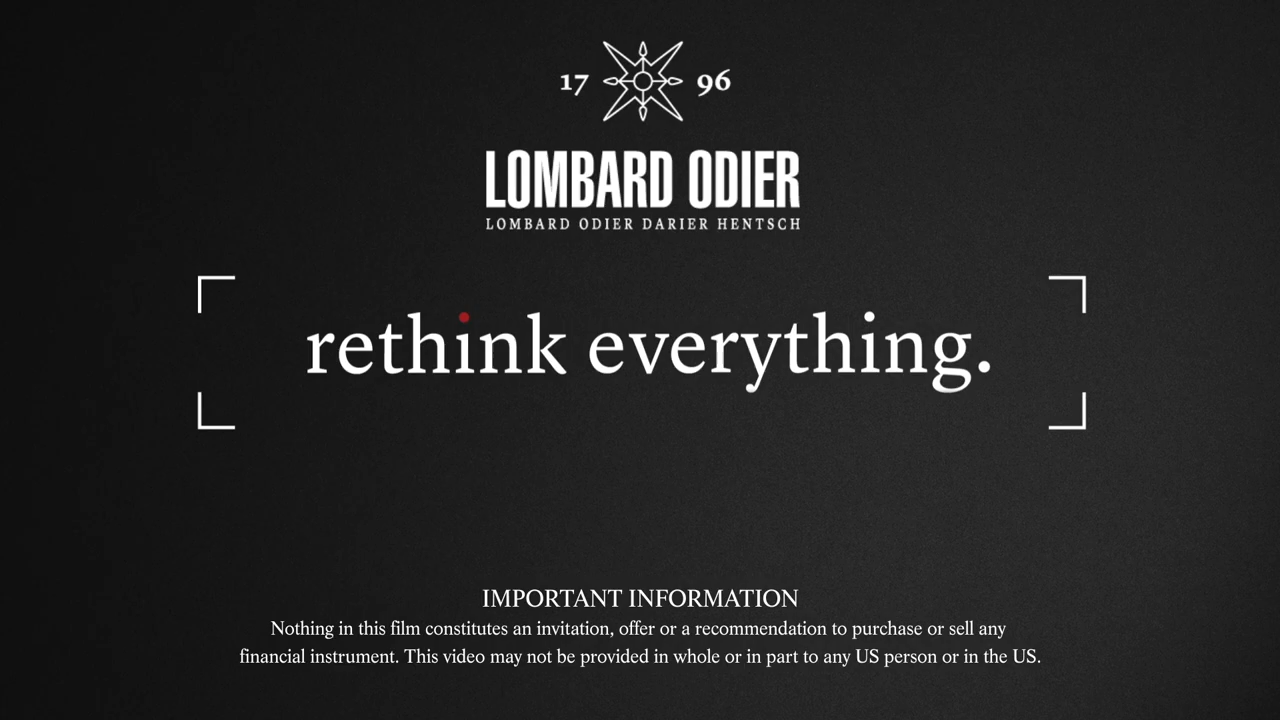 17 96
LOMBARD ODIER
LOMBARD ODIER DARIER HENTSCH
rethink everything.
IMPORTANT INFORMATION
Nothing in this film constitutes an invitation, offer or a recommendation to purchase or sell any
financial instrument. This video may not be provided in whole or in part to any US person or in the US.